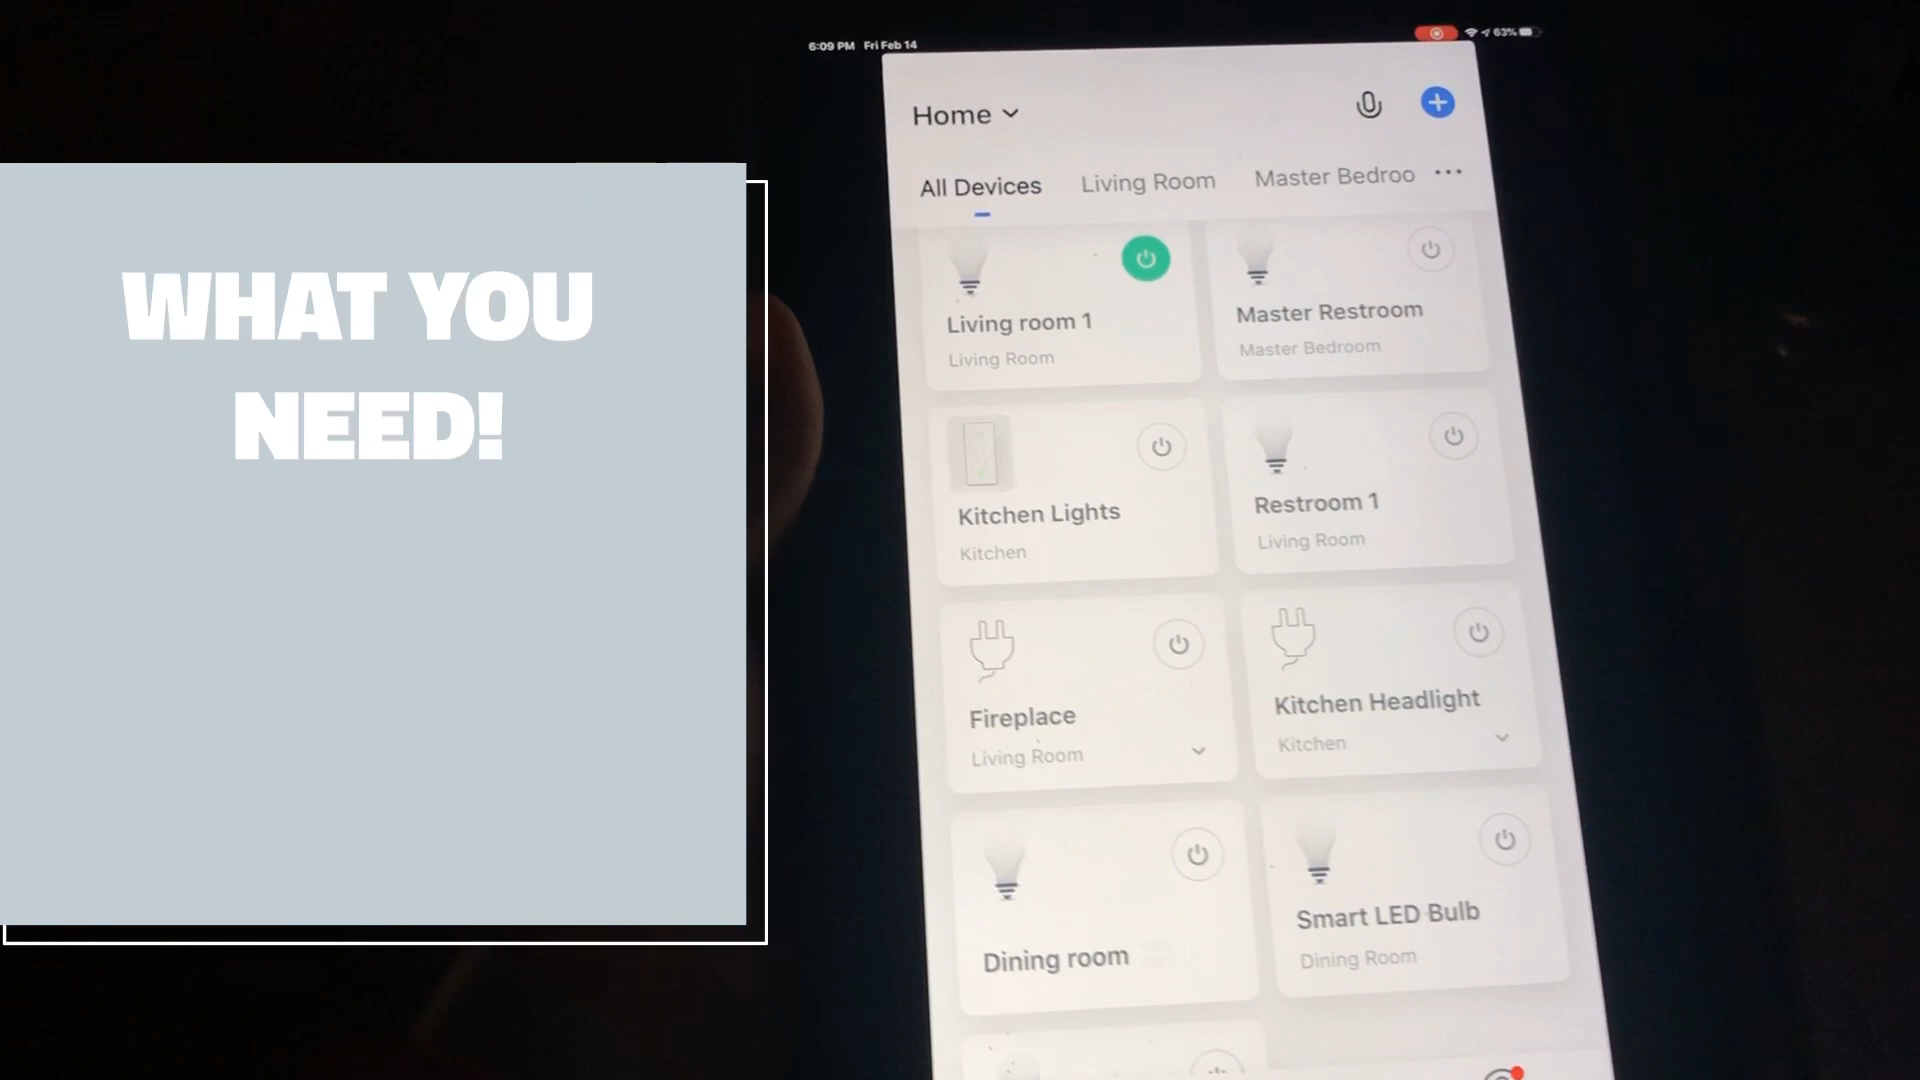 6:09 PM Fri Feb 14
63%
Home
All Devices Living Room Master Bedroo
WHAT YOU
NEED!
Living room 1
Living Room
Master Restroom
Master Bedroom
Kitchen Lights
Kitchen
Restroom 1
Living Room
Fireplace
Living Room
Kitchen Headlight
Kitchen
Dining room
Smart LED Bulb
Dining Room